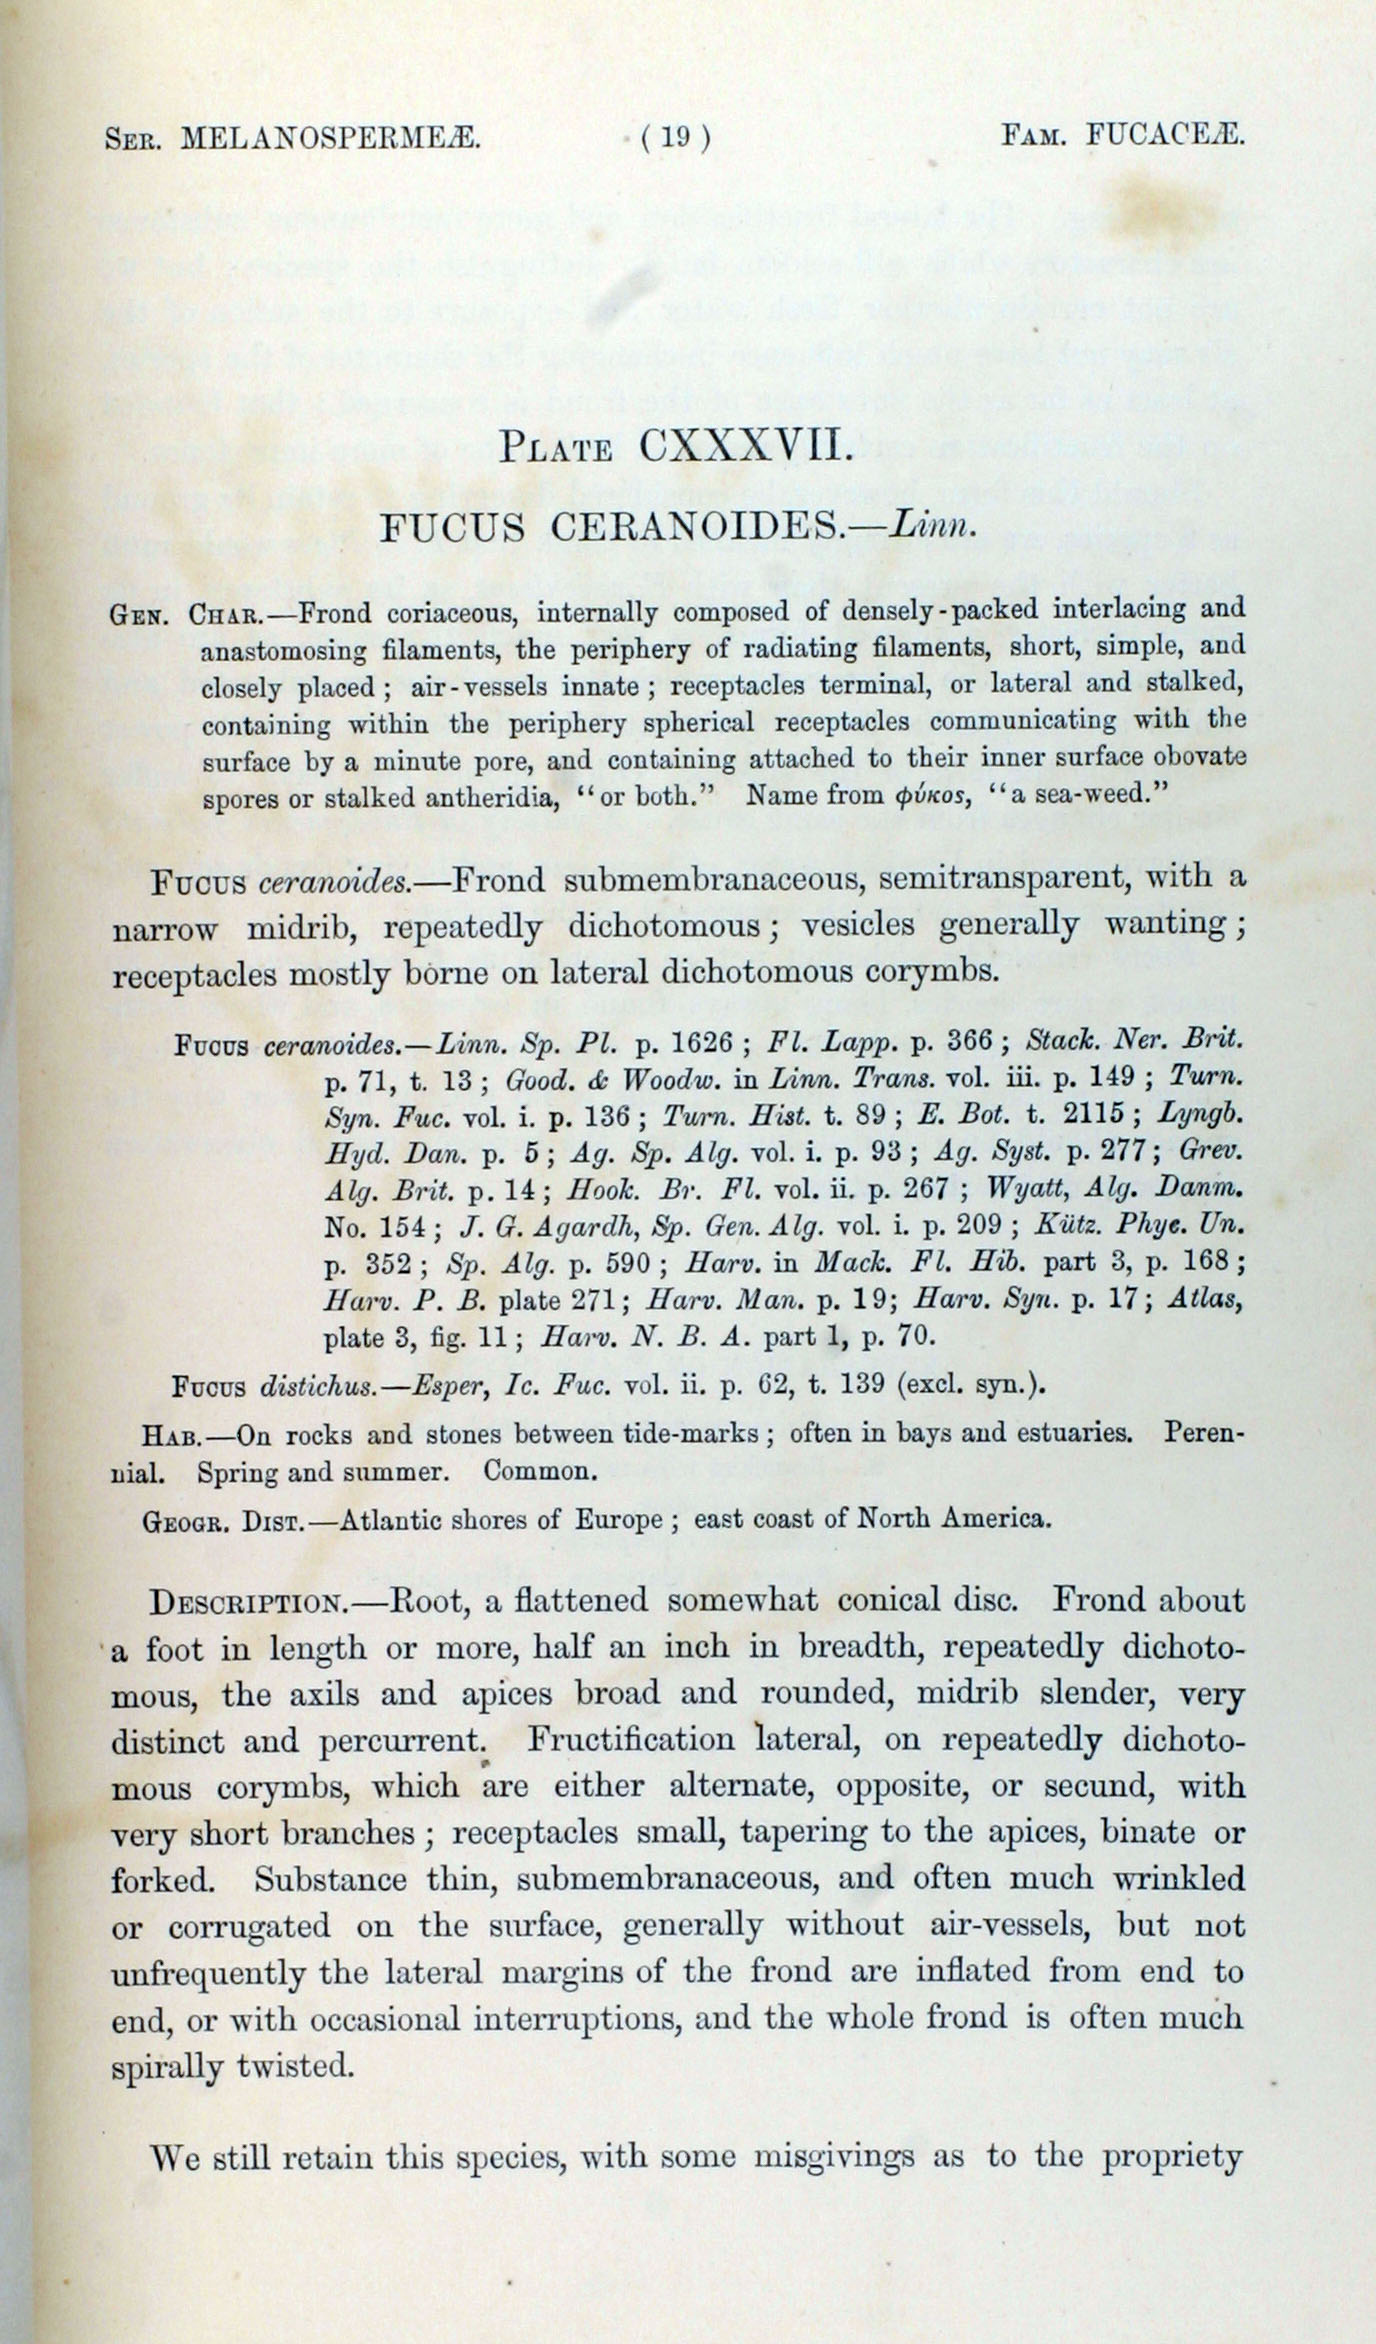 Ser. MELANOSPERMEÆ. ( 19 ) Fam. FUCACEÆ.
Plate CXXXVII.
FUCUS CERANOIDES.—Linn.
Gen. Char.—Frond coriaceous, internally composed of densely-packed interlacing and
anastomosing filaments, the periphery of radiating filaments, short, simple, and
closely placed ; air-vessels innate ; receptacles terminal, or lateral and stalked,
containing within the periphery spherical receptacles communicating with the
surface by a minute pore, and containing attached to their inner surface obovate
spores or stalked antheridia, “or both.” Name from φύκος, “a sea-weed.”
Fucus ceranoides.—Frond submembranaceous, semitransparent, with a
narrow midrib, repeatedly dichotomous ; vesicles generally wanting ;
receptacles mostly borne on lateral dichotomous corymbs.
Fucus ceranoides.—Linn. Sp. Pl. p. 1626 ; Fl. Lapp. p. 366 ; Stack. Ner. Brit.
p. 71, t. 13 ; Good. & Woodw. in Linn. Trans. vol. iii. p. 149 ; Turn.
Syn. Fuc. vol. i. p. 136 ; Turn. Hist. t. 89 ; E. Bot. t. 2115 ; Lyngb.
Hyd. Dan. p. 5 ; Ag. Sp. Alg. vol. i. p. 93 ; Ag. Syst. p. 277 ; Grev.
Alg. Brit. p. 14 ; Hook. Br. Fl. vol. ii. p. 267 ; Wyatt, Alg. Danm.
No. 154 ; J. G. Agardh, Sp. Gen. Alg. vol. i. p. 209 ; Kütz. Phyc. Un.
p. 352 ; Sp. Alg. p. 590 ; Harv. in Mack. Fl. Hib. part 3, p. 168 ;
Harv. P. B. plate 271 ; Harv. Man. p. 19; Harv. Syn. p. 17 ; Atlas,
plate 3, fig. 11 ; Harv. N. B. A. part 1, p. 70.
Fucus distichus.—Esper, Ic. Fuc. vol. ii. p. 62, t. 139 (excl. syn.).
Hab.—On rocks and stones between tide-marks ; often in bays and estuaries. Peren-
nial. Spring and summer. Common.
Geogr. Dist.—Atlantic shores of Europe ; east coast of North America.
Description.—Root, a flattened somewhat conical disc. Frond about
a foot in length or more, half an inch in breadth, repeatedly dichoto-
mous, the axils and apices broad and rounded, midrib slender, very
distinct and percurrent. Fructification lateral, on repeatedly dichoto-
mous corymbs, which are either alternate, opposite, or secund, with
very short branches ; receptacles small, tapering to the apices, binate or
forked. Substance thin, submembranaceous, and often much wrinkled
or corrugated on the surface, generally without air-vessels, but not
unfrequently the lateral margins of the frond are inflated from end to
end, or with occasional interruptions, and the whole frond is often much
spirally twisted.
We still retain this species, with some misgivings as to the propriety